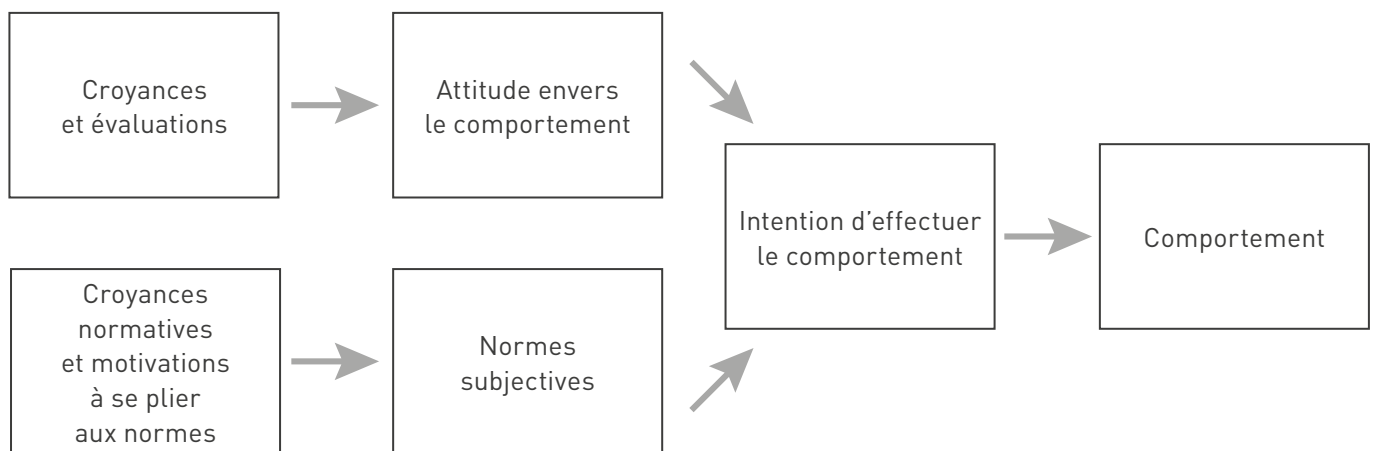 Croyances
et évaluations
Attitude envers
le comportement
Croyances
normatives
et motivations
à se plier
aux normes
Normes
subjectives
Intention d’effectuer
le comportement
Comportement